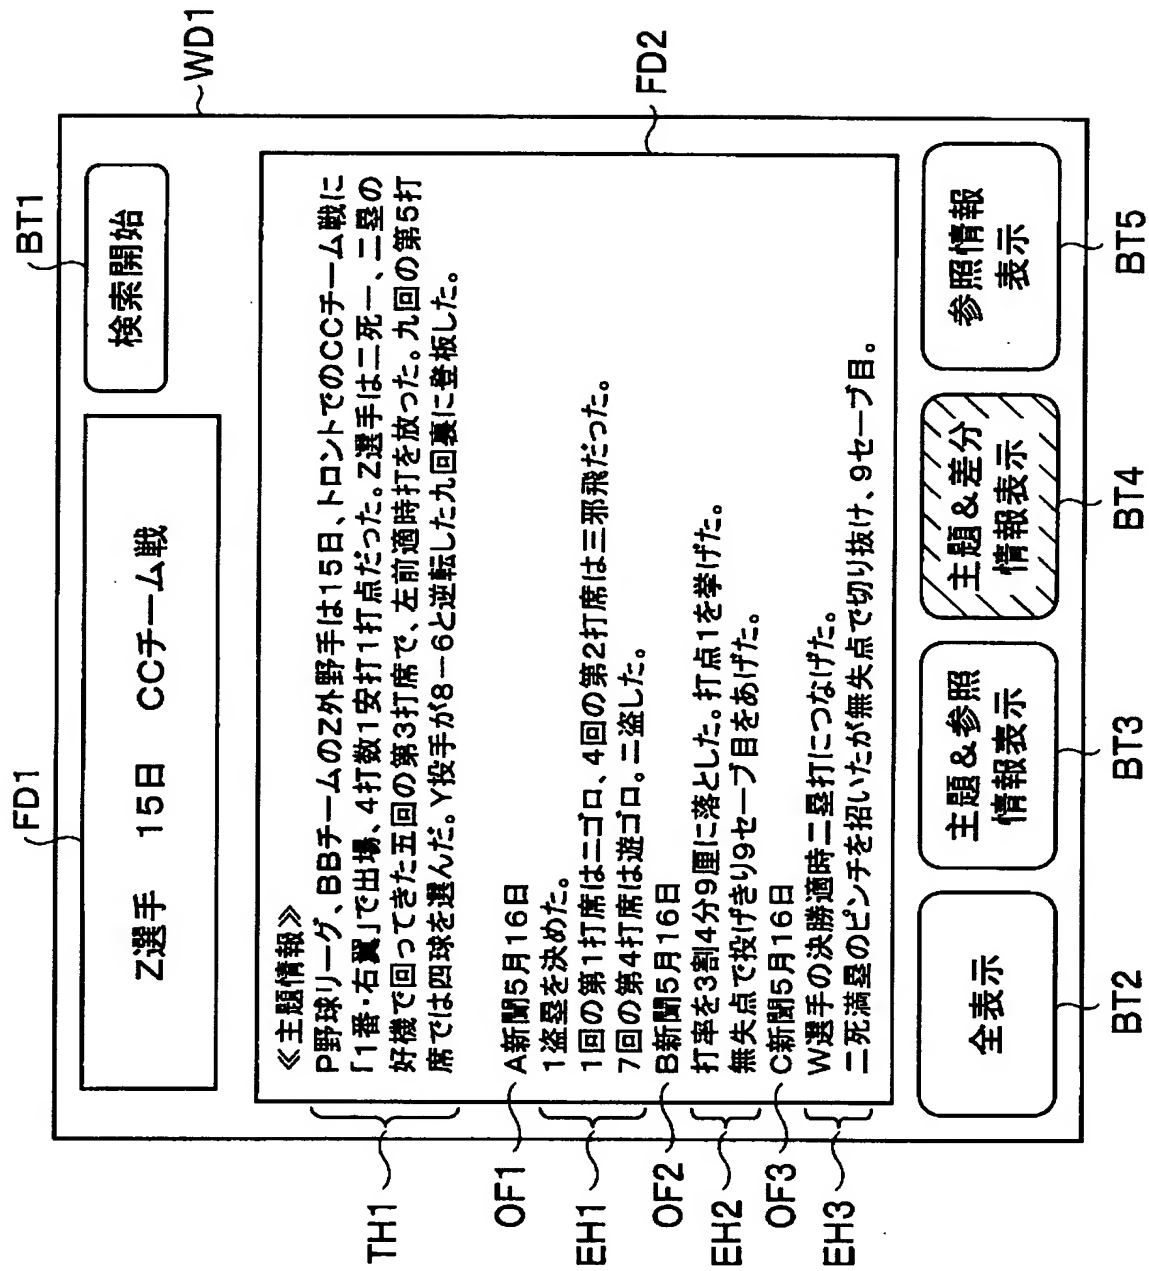 FD1
BT1
WD1
Z選手　15日　CCチーム戦
検索開始
FD2
≪主題情報≫
P野球リーグ、BBチームのZ外野手は15日、トロントでのCCチーム戦に
「1番・右翼」で出場、4打数1安打1打点だった。Z選手は二死一、二塁の
好機で回ってきた五回の第3打席で、左前適時打を放った。九回の第5打
席では四球を選んだ。Y投手が8－6と逆転した九回裏に登板した。
TH1
OF1
A新聞5月16日
1盗塁を決めた。
1回の第1打席は二ゴロ、4回の第2打席は三邪飛だった。
7回の第4打席は遊ゴロ。二盗した。
EH1
OF2
B新聞5月16日
打率を3割4分9厘に落とした。打点1を挙げた。
無失点で投げきり9セーブ目をあげた。
EH2
OF3
C新聞5月16日
W選手の決勝適時二塁打につなげた。
二死満塁のピンチを招いたが無失点で切り抜け、9セーブ目。
EH3
全表示
主題＆参照
情報表示
主題＆差分
情報表示
参照情報
表示
BT2
BT3
BT4
BT5